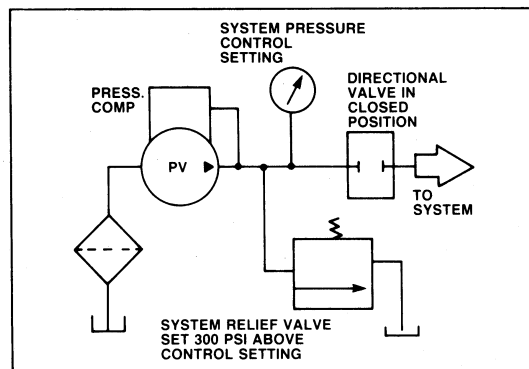 SYSTEM PRESSURE
CONTROL
SETTING
PRESS.
COMP
DIRECTIONAL
VALVE IN
CLOSED
POSITION
PV
TO
SYSTEM
SYSTEM RELIEF VALVE
SET 300 PSI ABOVE
CONTROL SETTING